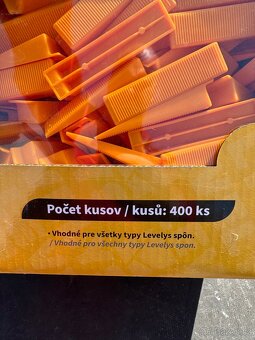 Počet kusov / kusů: 400 ks
• Vhodné pre všetky typy Levelys spôn.
/ Vhodné pro všechny typy Levelys spon.